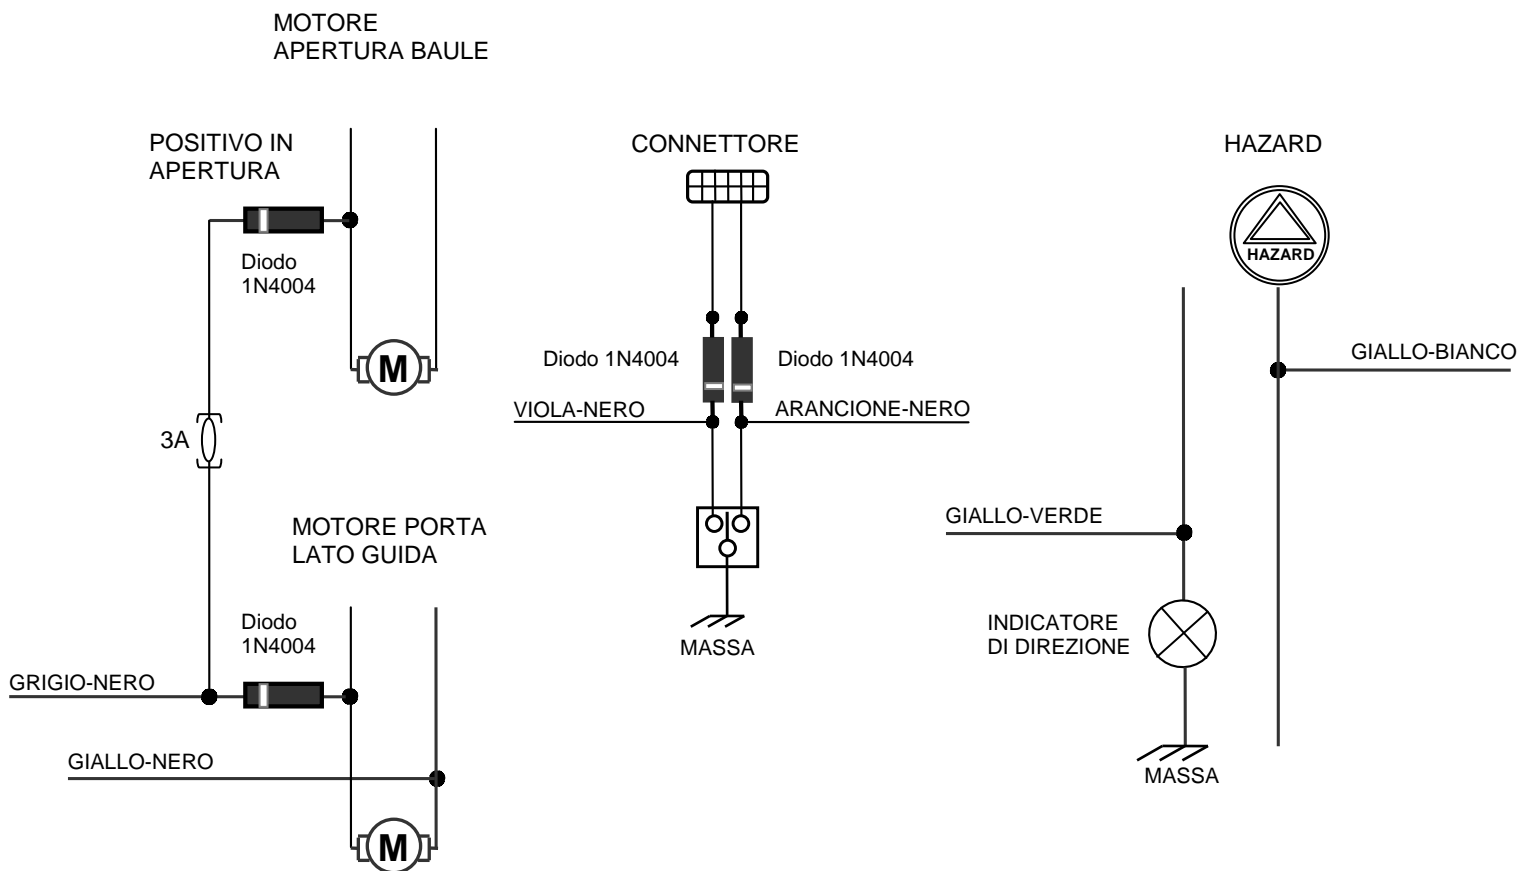 MOTORE
APERTURA BAULE
POSITIVO IN
APERTURA
Diodo
1N4004
M
3A
MOTORE PORTA
LATO GUIDA
Diodo
1N4004
GRIGIO-NERO
GIALLO-NERO
M
CONNETTORE
Diodo 1N4004
Diodo 1N4004
VIOLA-NERO
ARANCIONE-NERO
MASSA
HAZARD
HAZARD
GIALLO-BIANCO
GIALLO-VERDE
INDICATORE
DI DIREZIONE
MASSA